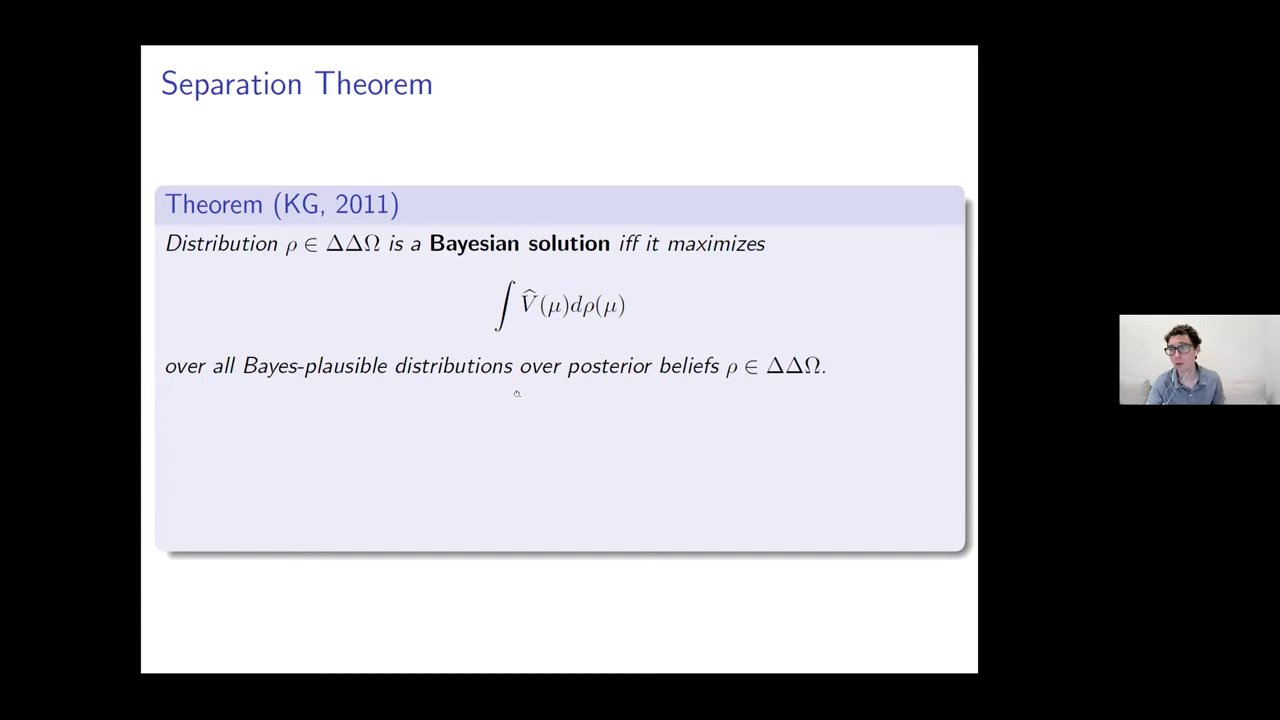 Separation Theorem
Theorem (KG, 2011)
Distribution ρ ∈ ΔΔΩ is a Bayesian solution iff it maximizes
∫ V̂(μ)dρ(μ)
over all Bayes-plausible distributions over posterior beliefs ρ ∈ ΔΔΩ.